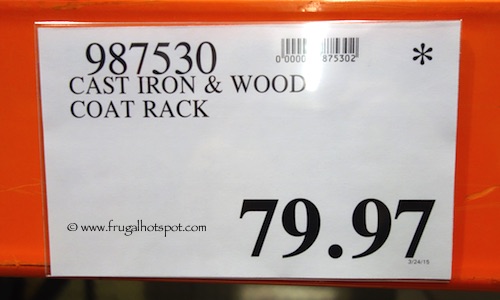 987530
0 00000 875302
*
CAST IRON & WOOD
COAT RACK
© www.frugalhotspot.com
79.97
3/24/15